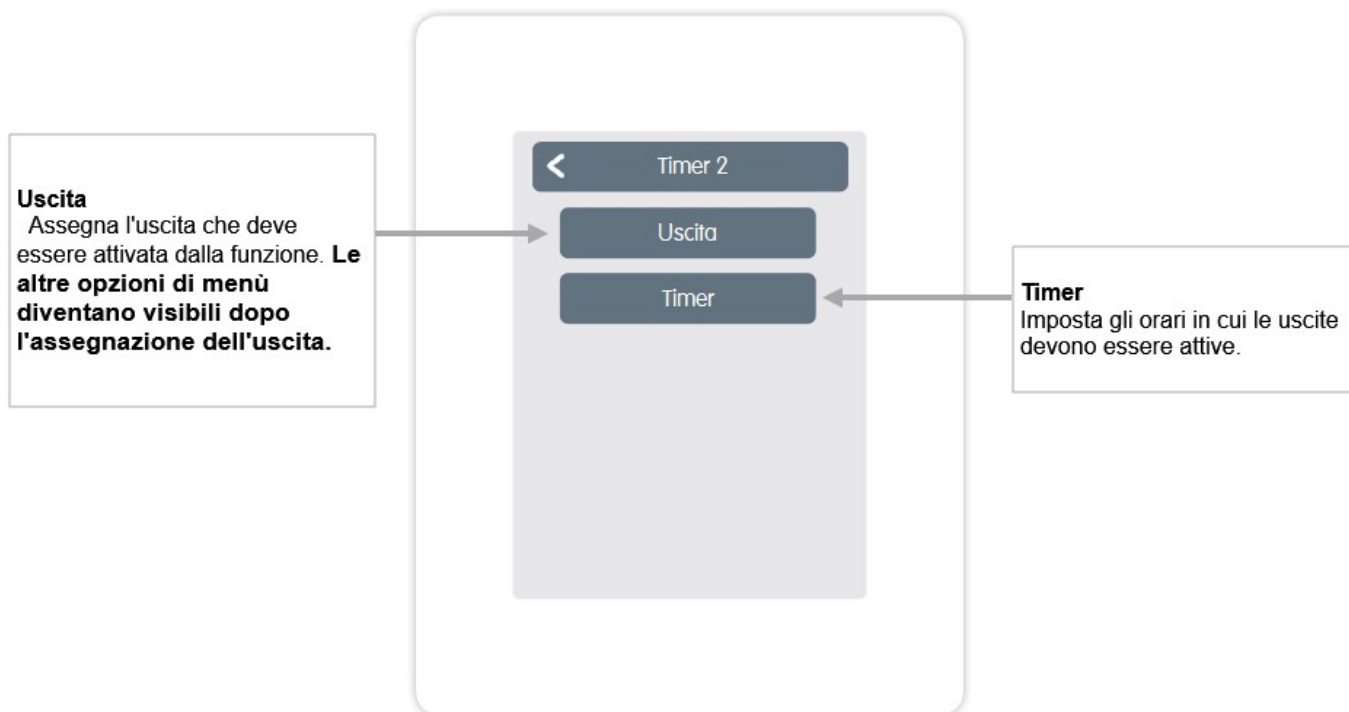 Uscita
Assegna l'uscita che deve
essere attivata dalla funzione. Le
altre opzioni di menù
diventano visibili dopo
l'assegnazione dell'uscita.
Timer 2
Uscita
Timer
Timer
Imposta gli orari in cui le uscite
devono essere attive.